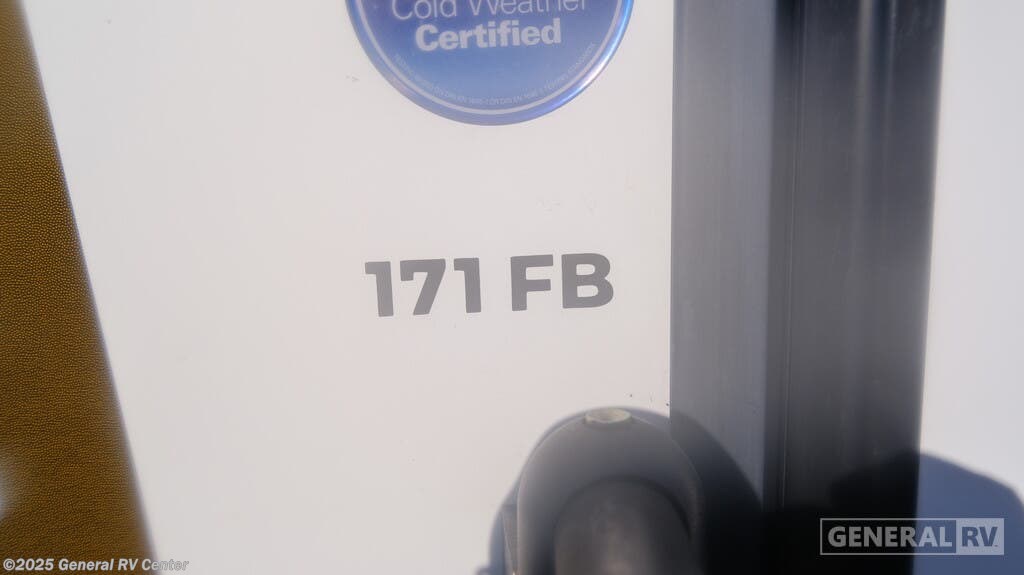 Cold Weather
Certified
171 FB
GENERAL RV
©2025 General RV Center